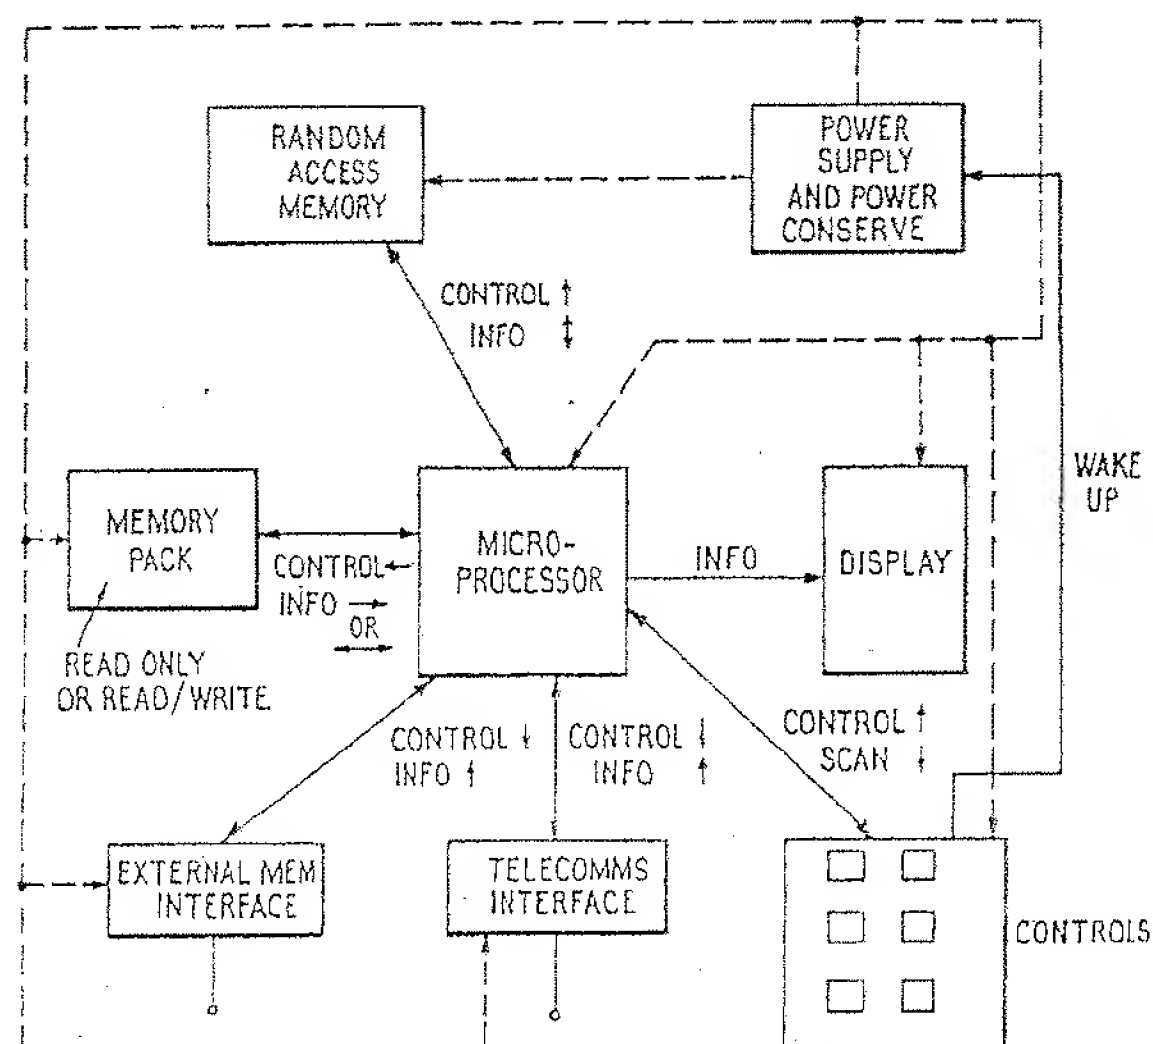 RANDOM
ACCESS
MEMORY
POWER
SUPPLY
AND POWER
CONSERVE
CONTROL ↑
INFO ↕
WAKE
UP
MEMORY
PACK
CONTROL ←
INFO →
OR
↔
READ ONLY
OR READ/WRITE
MICRO-
PROCESSOR
INFO
DISPLAY
CONTROL ↓
INFO ↑
CONTROL ↓
INFO ↑
CONTROL ↑
SCAN ↓
EXTERNAL MEM
INTERFACE
TELECOMMS
INTERFACE
CONTROLS